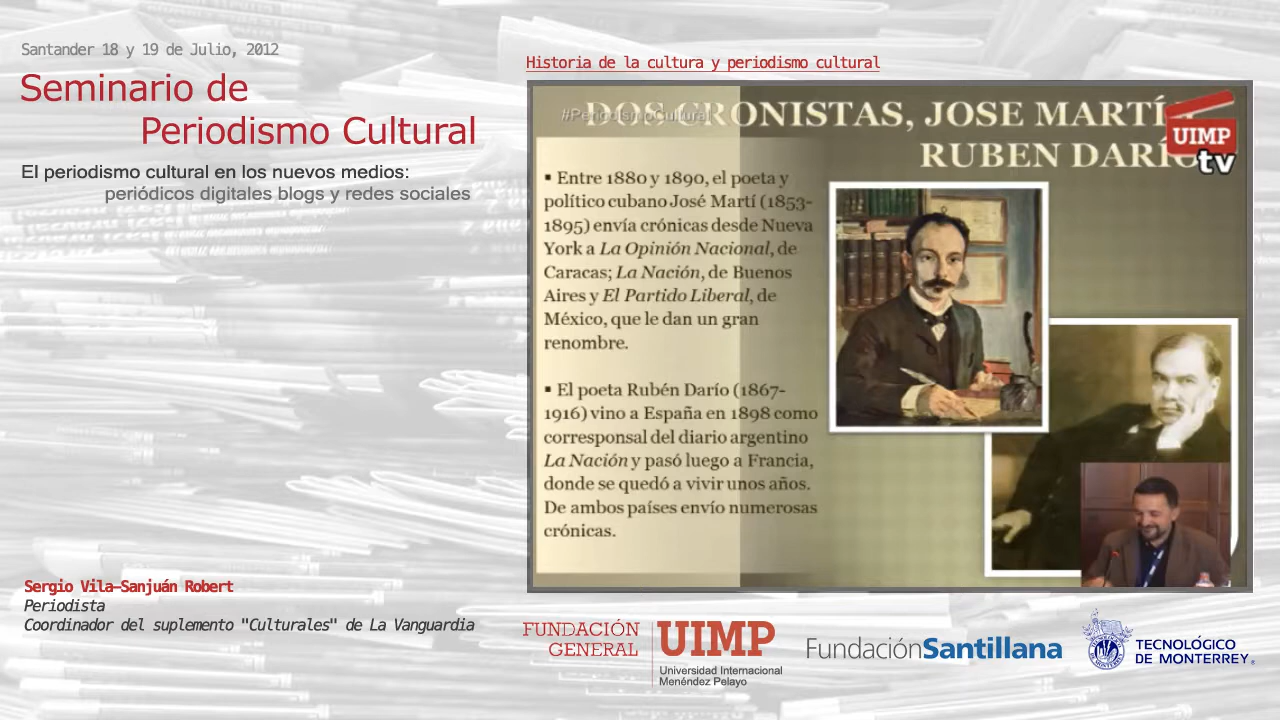 Santander 18 y 19 de Julio, 2012
Seminario de
Periodismo Cultural
El periodismo cultural en los nuevos medios:
periódicos digitales blogs y redes sociales
Historia de la cultura y periodismo cultural
#PeriodismoCultural
DOS CRONISTAS, JOSE MARTÍ
RUBEN DARÍO
UIMP
tv
▪ Entre 1880 y 1890, el poeta y
político cubano José Martí (1853-
1895) envía crónicas desde Nueva
York a La Opinión Nacional, de
Caracas; La Nación, de Buenos
Aires y El Partido Liberal, de
México, que le dan un gran
renombre.
▪ El poeta Rubén Darío (1867-
1916) vino a España en 1898 como
corresponsal del diario argentino
La Nación y pasó luego a Francia,
donde se quedó a vivir unos años.
De ambos países envío numerosas
crónicas.
Sergio Vila-Sanjuán Robert
Periodista
Coordinador del suplemento "Culturales" de La Vanguardia
FUNDACIÓN
GENERAL
UIMP
Universidad Internacional
Menéndez Pelayo
FundaciónSantillana
TECNOLÓGICO
DE MONTERREY®